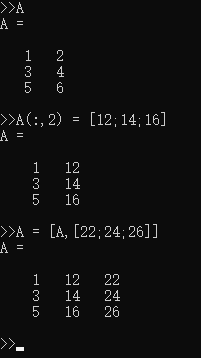 >>A
A =
1 2
3 4
5 6
>>A(:,2) = [12;14;16]
A =
1 12
3 14
5 16
>>A = [A,[22;24;26]]
A =
1 12 22
3 14 24
5 16 26
>>